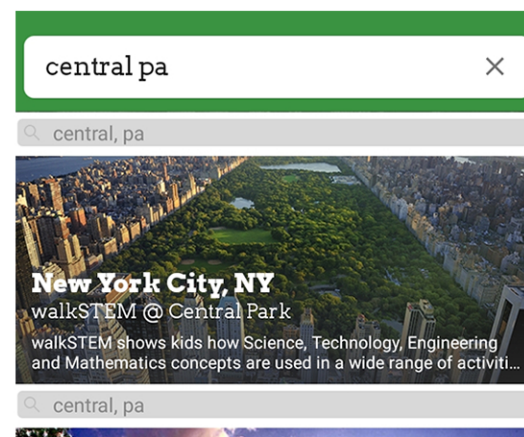 central pa
central, pa
New York City, NY
walkSTEM @ Central Park
walkSTEM shows kids how Science, Technology, Engineering
and Mathematics concepts are used in a wide range of activiti...
central, pa